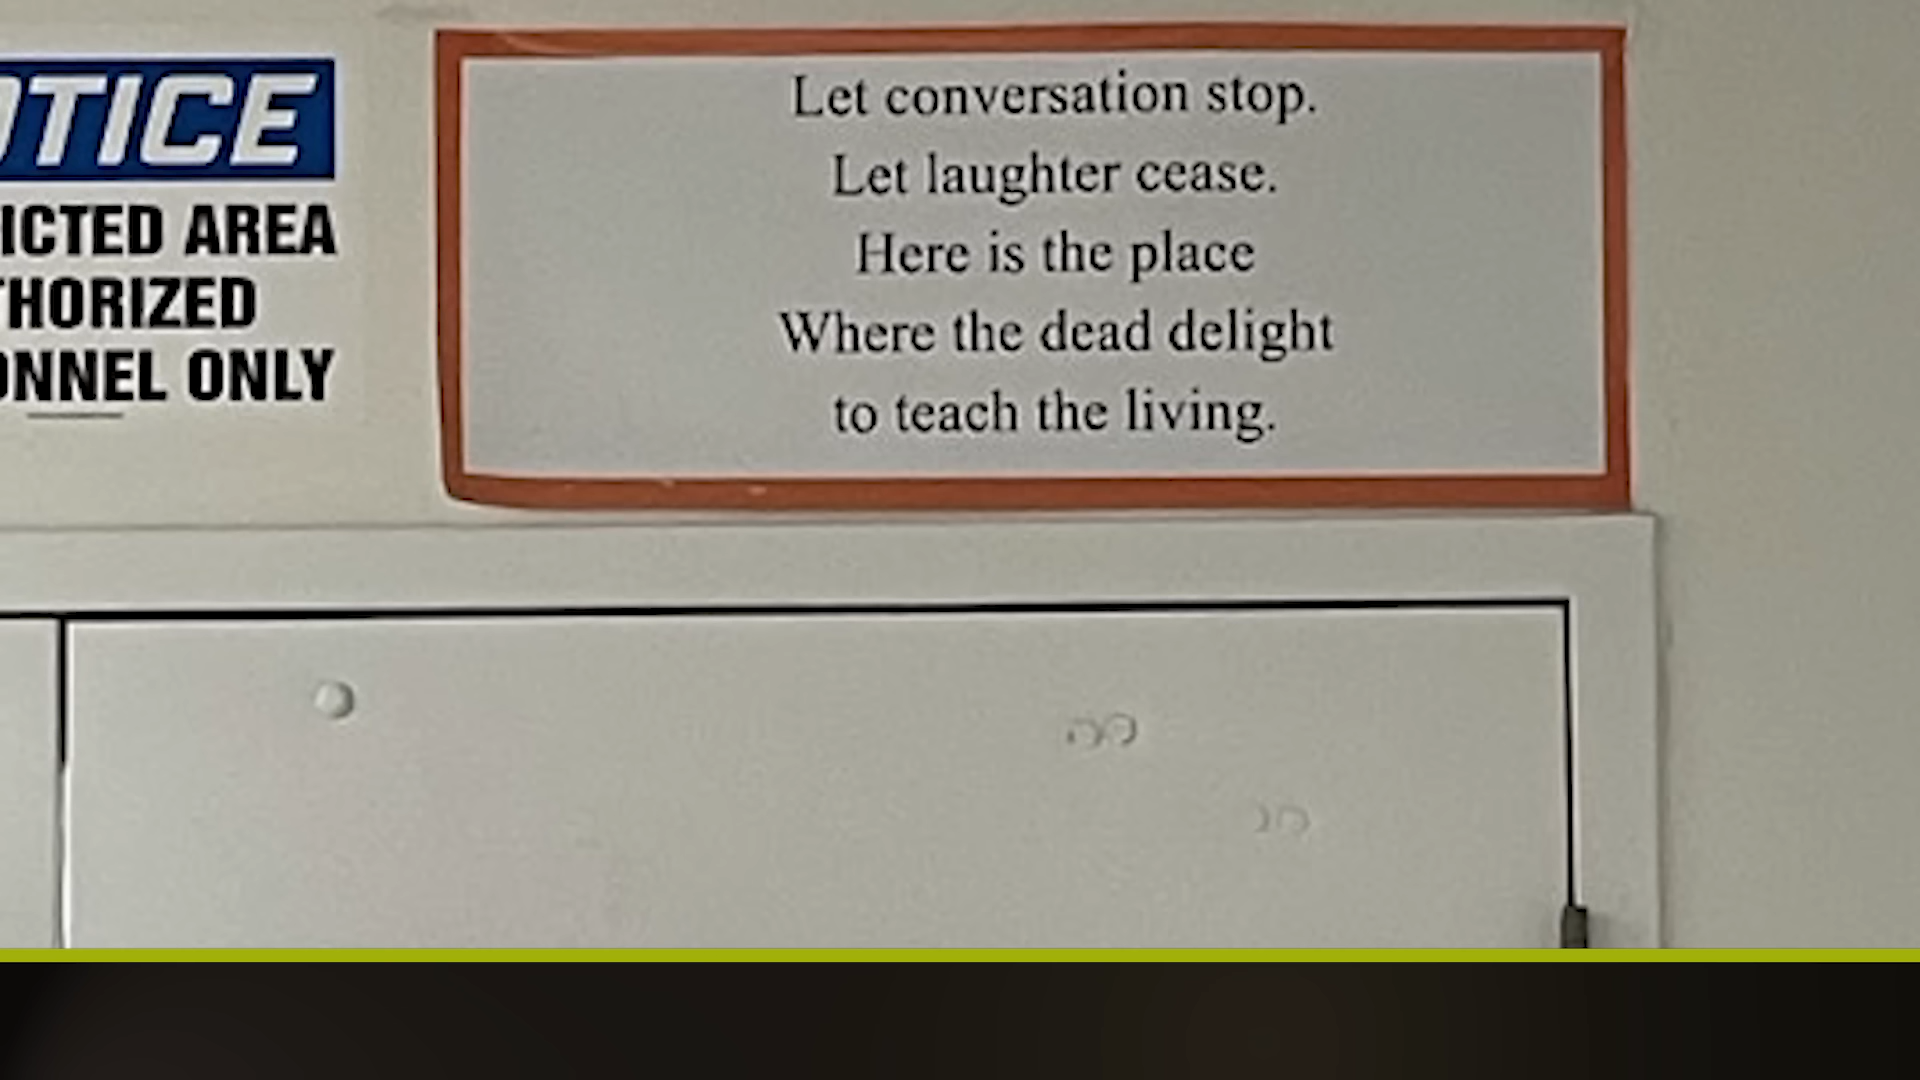 OTICE
ICTED AREA
THORIZED
ONNEL ONLY
Let conversation stop.
Let laughter cease.
Here is the place
Where the dead delight
to teach the living.